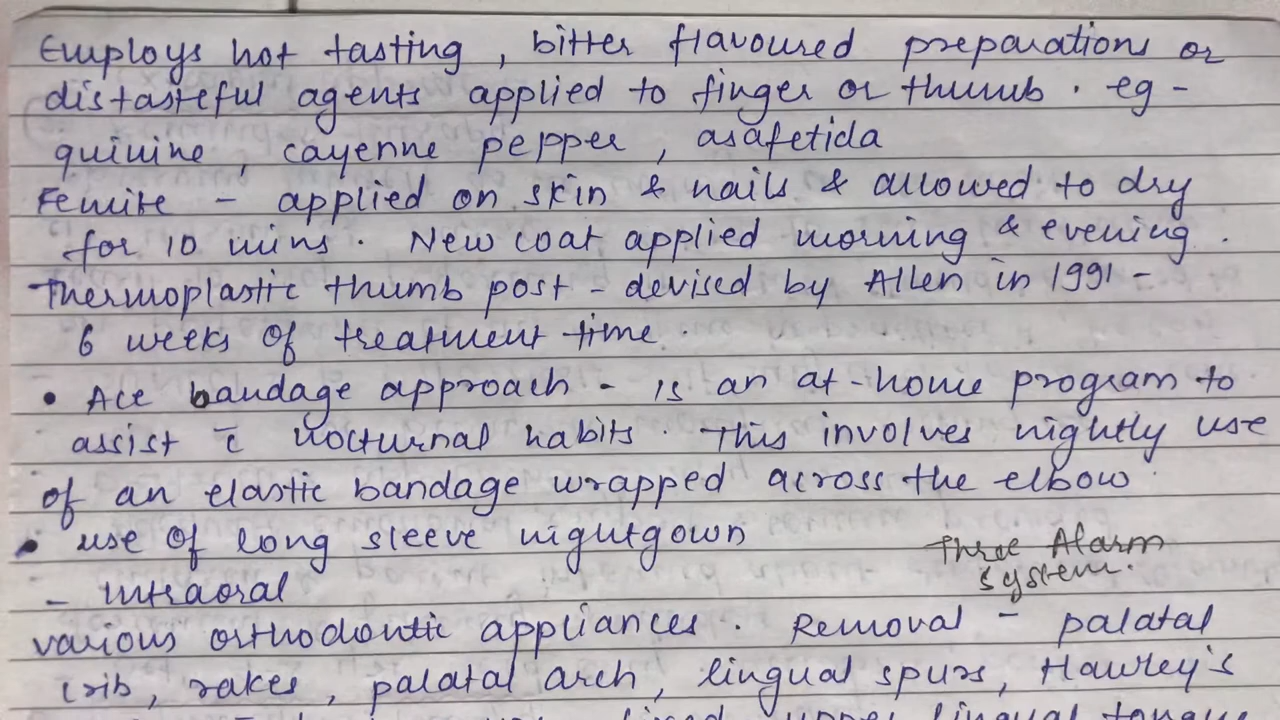 Employs hot tasting, bitter flavoured preparations or
distasteful agents applied to finger or thumb. eg -
quinine, cayenne pepper, asafetida
Femite - applied on skin & nails & allowed to dry
for 10 mins. New coat applied morning & evening.
Thermoplastic thumb post - devised by Allen in 1991 -
6 weeks of treatment time.
• Ace bandage approach - is an at-home program to
assist c̄ nocturnal habits. This involves nightly use
of an elastic bandage wrapped across the elbow.
• use of long sleeve nightgown
Three Alarm
system.
- Intraoral
various orthodontic appliances. Removal - palatal
crib, rakes, palatal arch, lingual spurs, Hawley's
fixed upper lingual tongue